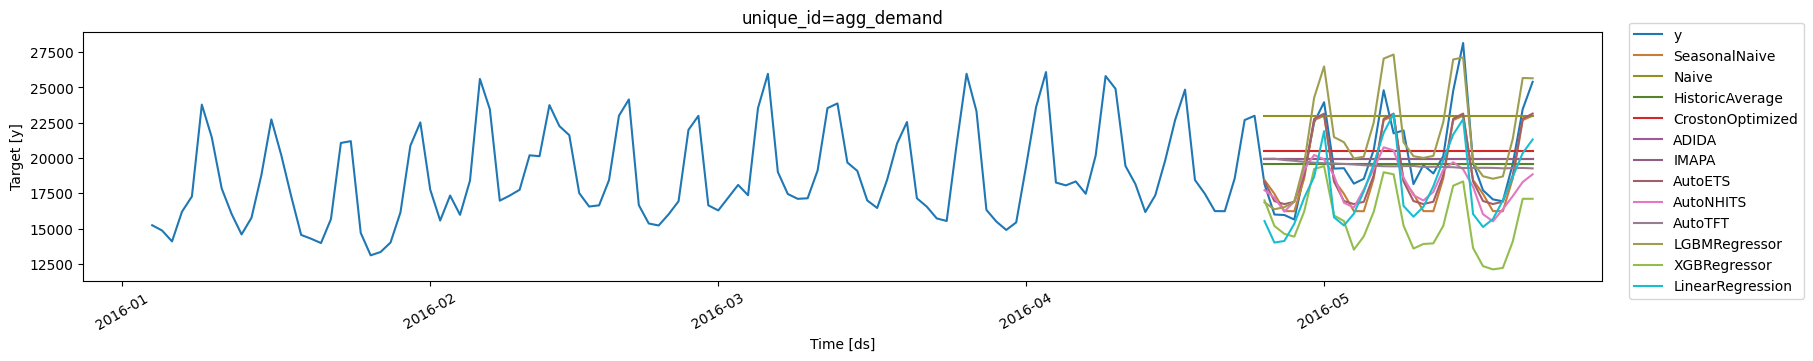 unique_id=agg_demand
Target [y]
27500
25000
22500
20000
17500
15000
12500
2016-01
2016-02
2016-03
2016-04
2016-05
Time [ds]
y
SeasonalNaive
Naive
HistoricAverage
CrostonOptimized
ADIDA
IMAPA
AutoETS
AutoNHITS
AutoTFT
LGBMRegressor
XGBRegressor
LinearRegression